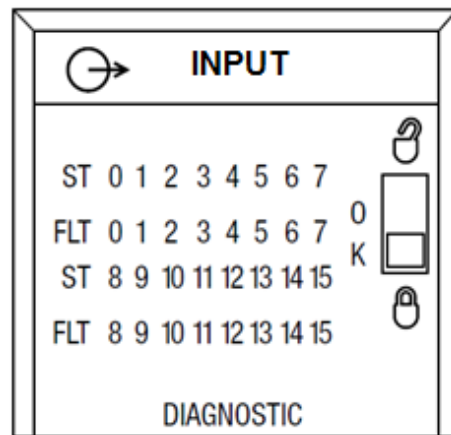 INPUT
ST 0 1 2 3 4 5 6 7
FLT 0 1 2 3 4 5 6 7
ST 8 9 10 11 12 13 14 15
FLT 8 9 10 11 12 13 14 15
O
K
DIAGNOSTIC